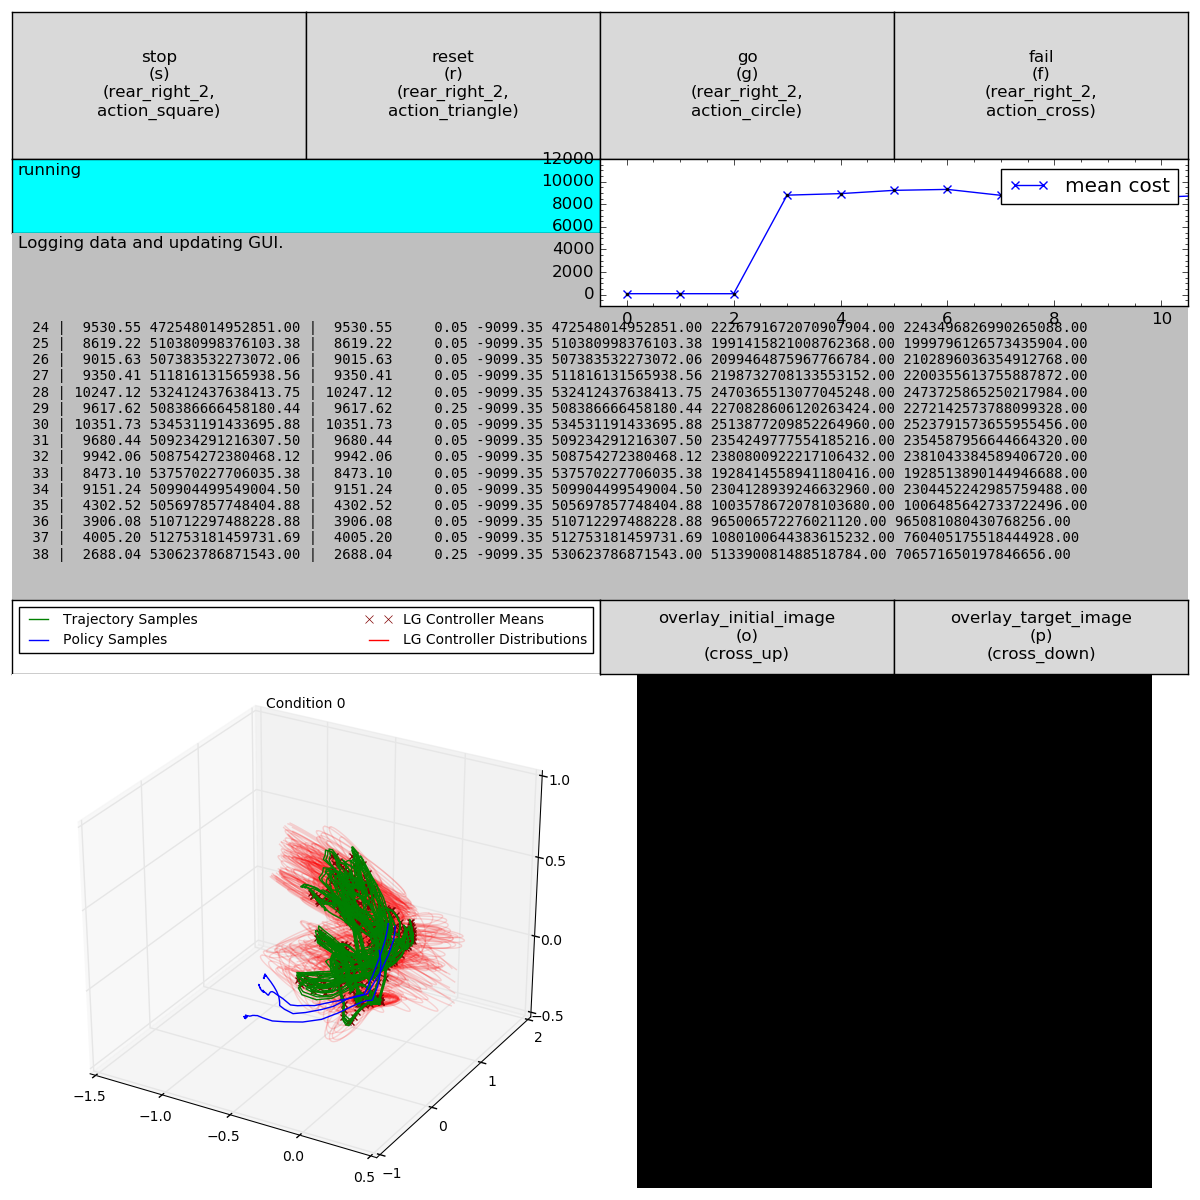 stop
(s)
(rear_right_2,
action_square)
reset
(r)
(rear_right_2,
action_triangle)
go
(g)
(rear_right_2,
action_circle)
fail
(f)
(rear_right_2,
action_cross)
running
Logging data and updating GUI.
12000
10000
8000
6000
4000
2000
0
mean cost
0 2 4 6 8 10
24 | 9530.55 472548014952851.00 | 9530.55 0.05 -9099.35 472548014952851.00 2226791672070907904.00 2243496826990265088.00
25 | 8619.22 510380998376103.38 | 8619.22 0.05 -9099.35 510380998376103.38 1991415821008762368.00 1999796126573435904.00
26 | 9015.63 507383532273072.06 | 9015.63 0.05 -9099.35 507383532273072.06 2099464875967766784.00 2102896036354912768.00
27 | 9350.41 511816131565938.56 | 9350.41 0.05 -9099.35 511816131565938.56 2198732708133553152.00 2200355613755887872.00
28 | 10247.12 532412437638413.75 | 10247.12 0.05 -9099.35 532412437638413.75 2470365513077045248.00 2473725865250217984.00
29 | 9617.62 508386666458180.44 | 9617.62 0.25 -9099.35 508386666458180.44 2270828606120263424.00 2272142573788099328.00
30 | 10351.73 534531191433695.88 | 10351.73 0.05 -9099.35 534531191433695.88 2513877209852264960.00 2523791573655955456.00
31 | 9680.44 509234291216307.50 | 9680.44 0.05 -9099.35 509234291216307.50 2354249777554185216.00 2354587956644664320.00
32 | 9942.06 508754272380468.12 | 9942.06 0.05 -9099.35 508754272380468.12 2380800922217106432.00 2381043384589406720.00
33 | 8473.10 537570227706035.38 | 8473.10 0.05 -9099.35 537570227706035.38 1928414558941180416.00 1928513890144946688.00
34 | 9151.24 509904499549004.50 | 9151.24 0.05 -9099.35 509904499549004.50 2304128939246632960.00 2304452242985759488.00
35 | 4302.52 505697857748404.88 | 4302.52 0.05 -9099.35 505697857748404.88 1003578672078103680.00 1006485642733722496.00
36 | 3906.08 510712297488228.88 | 3906.08 0.05 -9099.35 510712297488228.88 965006572276021120.00 965081080430768256.00
37 | 4005.20 512753181459731.69 | 4005.20 0.05 -9099.35 512753181459731.69 1080100644383615232.00 760405175518444928.00
38 | 2688.04 530623786871543.00 | 2688.04 0.25 -9099.35 530623786871543.00 513390081488518784.00 706571650197846656.00
Trajectory Samples
Policy Samples
LG Controller Means
LG Controller Distributions
overlay_initial_image
(o)
(cross_up)
overlay_target_image
(p)
(cross_down)
Condition 0
1.0
0.5
0.0
−0.5
2
1
0
−1
−1.5
−1.0
−0.5
0.0
0.5